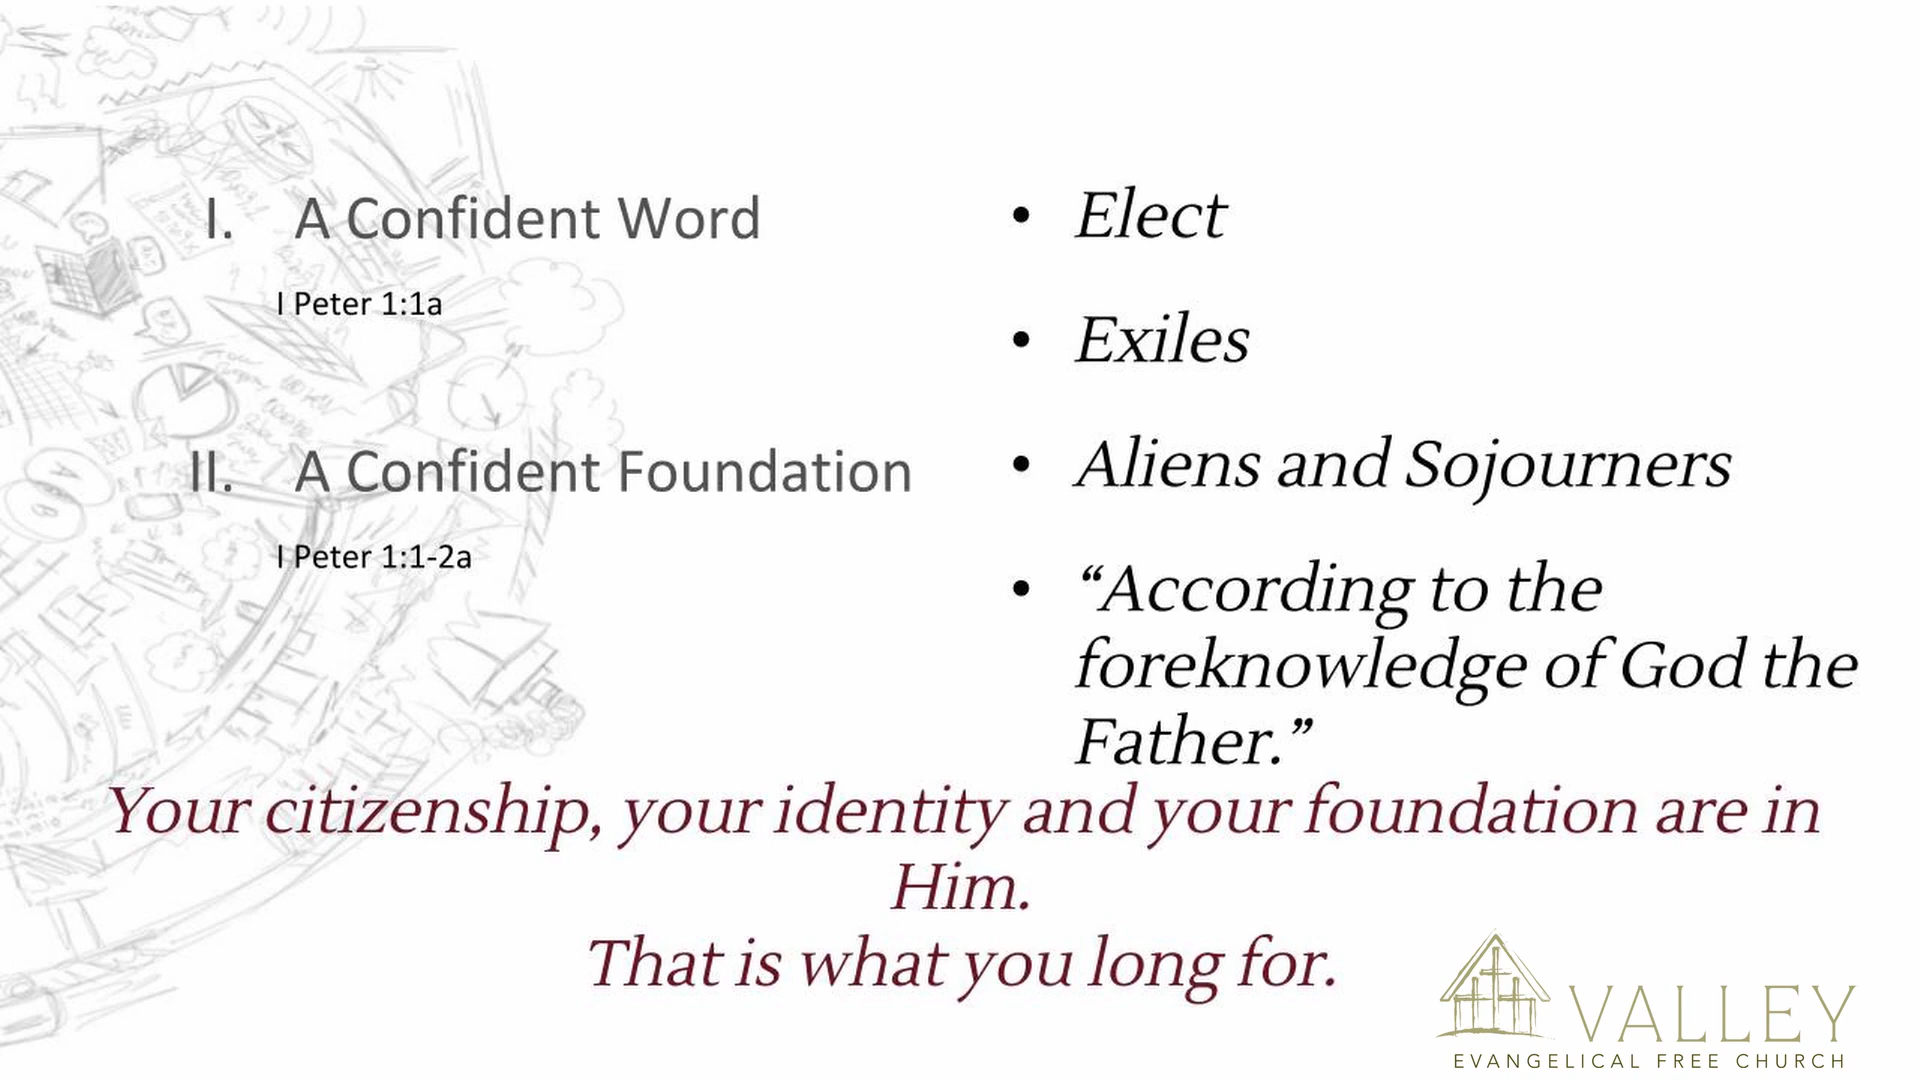 I. A Confident Word
I Peter 1:1a
II. A Confident Foundation
I Peter 1:1-2a
• Elect
• Exiles
• Aliens and Sojourners
• “According to the
foreknowledge of God the
Father.”
Your citizenship, your identity and your foundation are in
Him.
That is what you long for.
VALLEY
EVANGELICAL FREE CHURCH